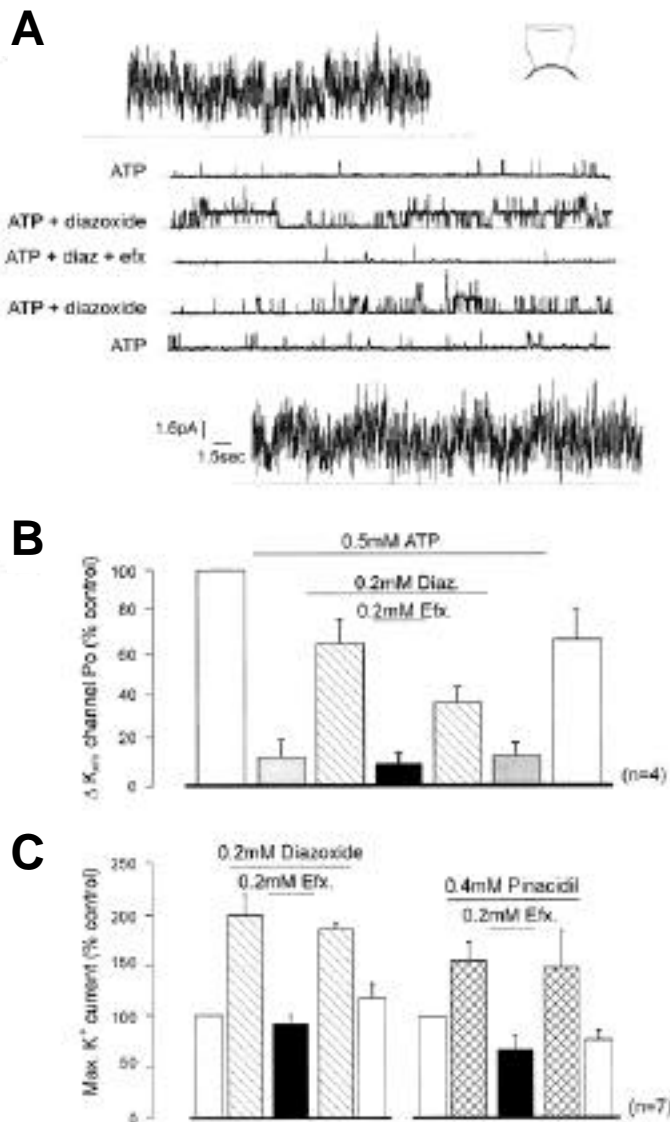 A
ATP
ATP + diazoxide
ATP + diaz + efx
ATP + diazoxide
ATP
1.6pA
1.5sec
B
0.5mM ATP
0.2mM Diaz.
0.2mM Efx.
Δ K channel Po (% control)
100
80
60
40
20
0
(n=4)
C
0.2mM Diazoxide
0.2mM Efx.
0.4mM Pinacidil
0.2mM Efx.
Max. K⁺ current (% control)
250
200
150
100
50
0
(n=7)